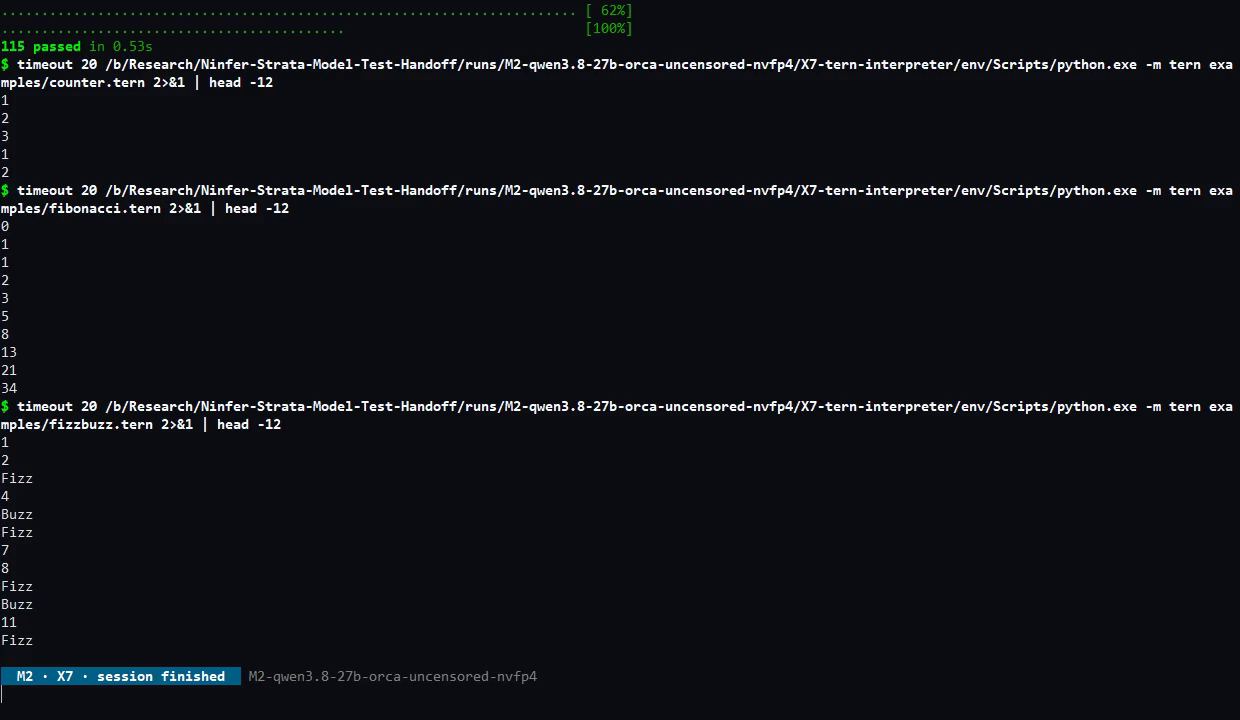 ........................................................................ [ 62%]
...........................................                              [100%]
115 passed in 0.53s
$ timeout 20 /b/Research/Ninfer-Strata-Model-Test-Handoff/runs/M2-qwen3.8-27b-orca-uncensored-nvfp4/X7-tern-interpreter/env/Scripts/python.exe -m tern exa
mples/counter.tern 2>&1 | head -12
1
2
3
1
2
$ timeout 20 /b/Research/Ninfer-Strata-Model-Test-Handoff/runs/M2-qwen3.8-27b-orca-uncensored-nvfp4/X7-tern-interpreter/env/Scripts/python.exe -m tern exa
mples/fibonacci.tern 2>&1 | head -12
0
1
1
2
3
5
8
13
21
34
$ timeout 20 /b/Research/Ninfer-Strata-Model-Test-Handoff/runs/M2-qwen3.8-27b-orca-uncensored-nvfp4/X7-tern-interpreter/env/Scripts/python.exe -m tern exa
mples/fizzbuzz.tern 2>&1 | head -12
1
2
Fizz
4
Buzz
Fizz
7
8
Fizz
Buzz
11
Fizz
M2 · X7 · session finished M2-qwen3.8-27b-orca-uncensored-nvfp4